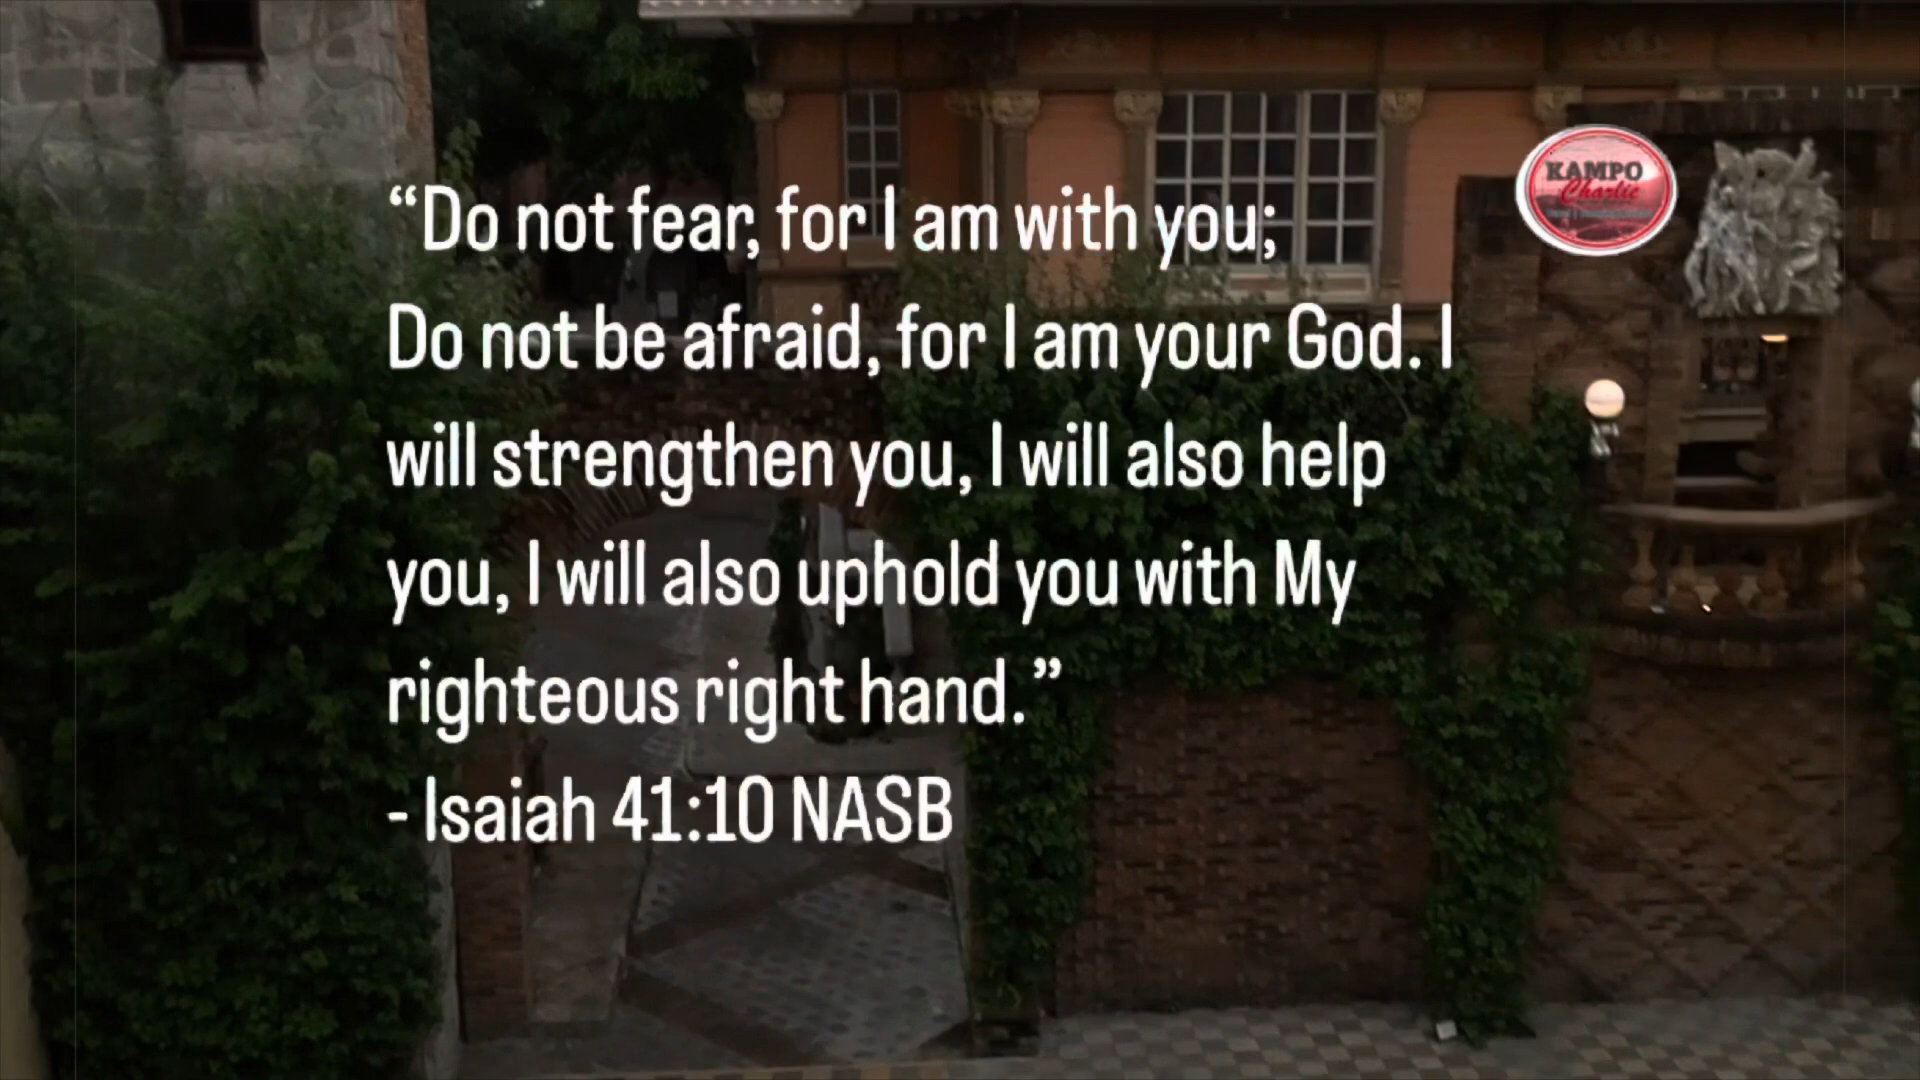 “Do not fear, for I am with you;
Do not be afraid, for I am your God. I
will strengthen you, I will also help
you, I will also uphold you with My
righteous right hand.”
- Isaiah 41:10 NASB
KAMPO
Charlie